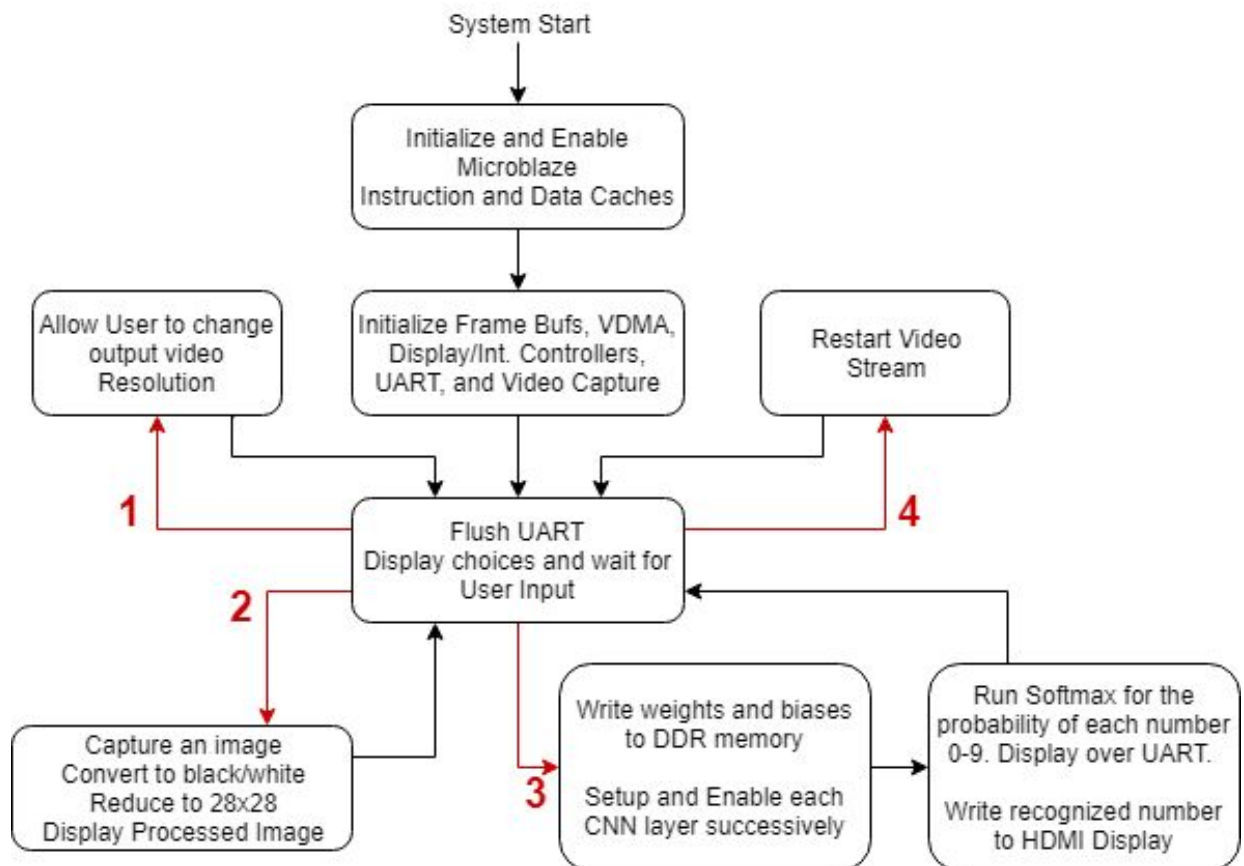 System Start
Initialize and Enable
Microblaze
Instruction and Data Caches
Allow User to change
output video
Resolution
Initialize Frame Bufs, VDMA,
Display/Int. Controllers,
UART, and Video Capture
Restart Video
Stream
1
4
Flush UART
Display choices and wait for
User Input
2
Capture an image
Convert to black/white
Reduce to 28x28
Display Processed Image
3
Write weights and biases
to DDR memory
Setup and Enable each
CNN layer successively
Run Softmax for the
probability of each number
0-9. Display over UART.
Write recognized number
to HDMI Display